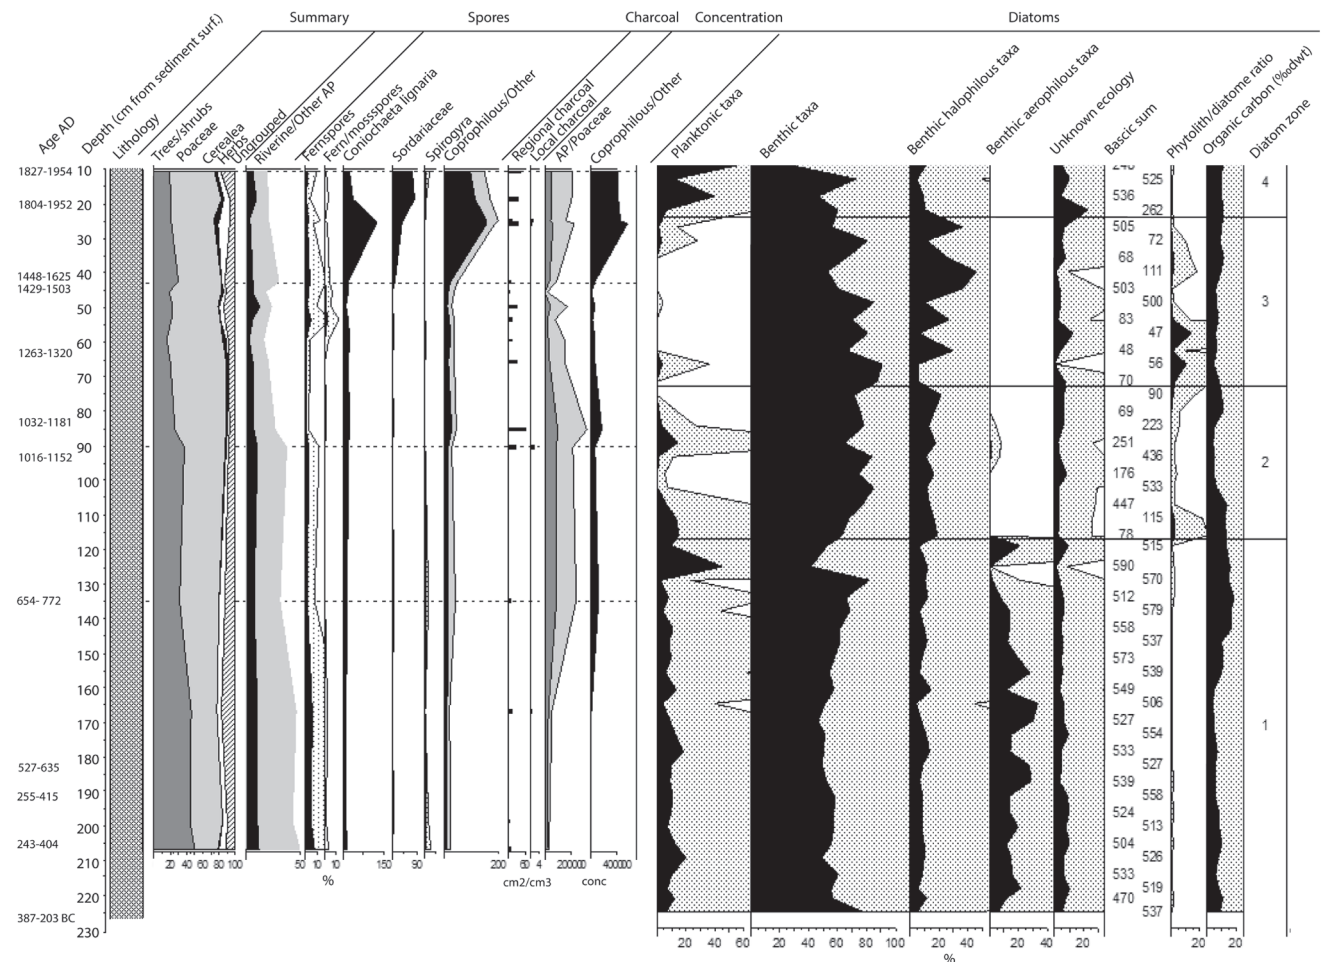 Summary Spores Charcoal Concentration Diatoms
Age AD
Depth (cm from sediment surf.)
Lithology
Trees/shrubs
Poaceae
Cerealea
Herbs
Ungrouped
Riverine/Other AP
Fernspores
Fern/mossspores
Coniochaeta lignaria
Sordariaceae
Spirogyra
Coprophilous/Other
Regional charcoal
Local charcoal
AP/Poaceae
Coprophilous/Other
Planktonic taxa
Benthic taxa
Benthic halophilous taxa
Benthic aerophilous taxa
Unknown ecology
Bascic sum
Phytolith/diatome ratio
Organic carbon (%odwt)
Diatom zone
1827-1954
1804-1952
1448-1625
1429-1503
1263-1320
1032-1181
1016-1152
654- 772
527-635
255-415
243-404
387-203 BC
10
20
30
40
50
60
70
80
90
100
110
120
130
140
150
160
170
180
190
200
210
220
230
525
536
262
505
72
68
111
503
500
83
47
48
56
70
90
69
223
251
436
176
533
447
115
78
515
590
570
512
579
558
537
573
539
549
506
527
554
533
527
539
558
524
513
504
526
533
519
470
537
4
3
2
1
20 40 60 80 100 50 10 10 150 90 200 60 4 200000 400000
% cm2/cm3 conc
20 40 60 20 40 60 80 100 20 40 20 40 20 20 20
%